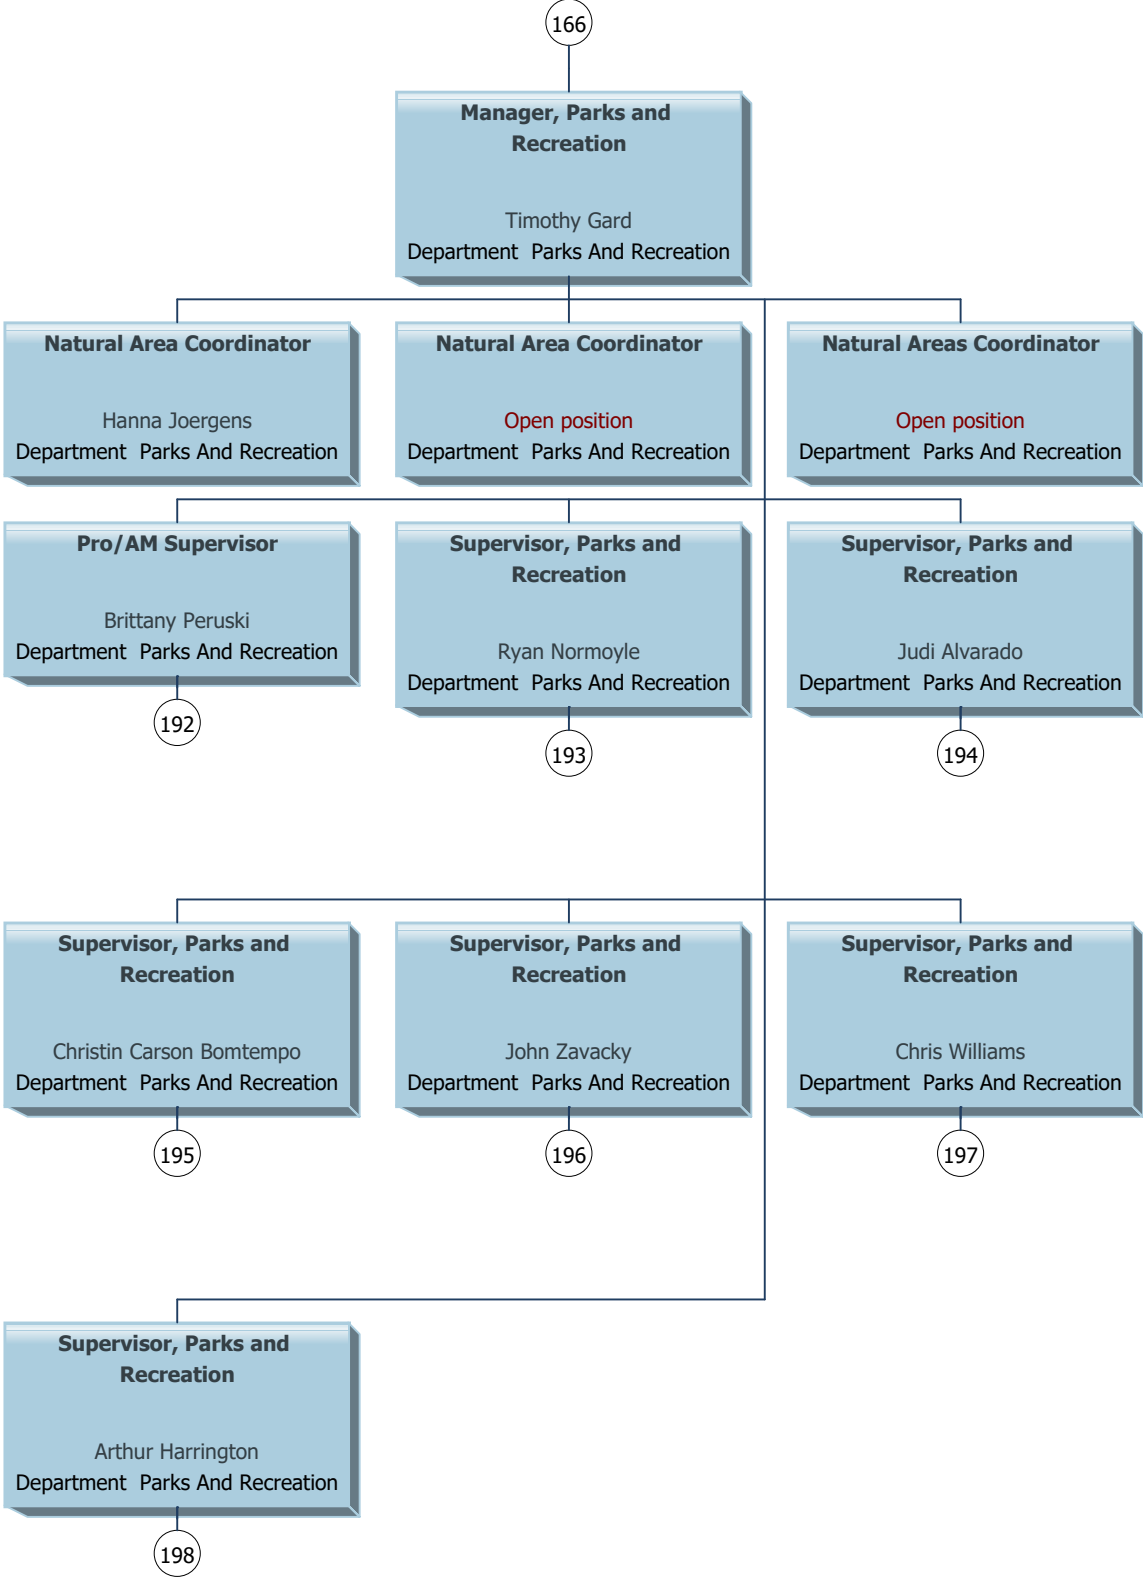 166
Manager, Parks and
Recreation
Timothy Gard
Department  Parks And Recreation
Natural Area Coordinator
Hanna Joergens
Department  Parks And Recreation
Natural Area Coordinator
Open position
Department  Parks And Recreation
Natural Areas Coordinator
Open position
Department  Parks And Recreation
Pro/AM Supervisor
Brittany Peruski
Department  Parks And Recreation
192
Supervisor, Parks and
Recreation
Ryan Normoyle
Department  Parks And Recreation
193
Supervisor, Parks and
Recreation
Judi Alvarado
Department  Parks And Recreation
194
Supervisor, Parks and
Recreation
Christin Carson Bomtempo
Department  Parks And Recreation
195
Supervisor, Parks and
Recreation
John Zavacky
Department  Parks And Recreation
196
Supervisor, Parks and
Recreation
Chris Williams
Department  Parks And Recreation
197
Supervisor, Parks and
Recreation
Arthur Harrington
Department  Parks And Recreation
198